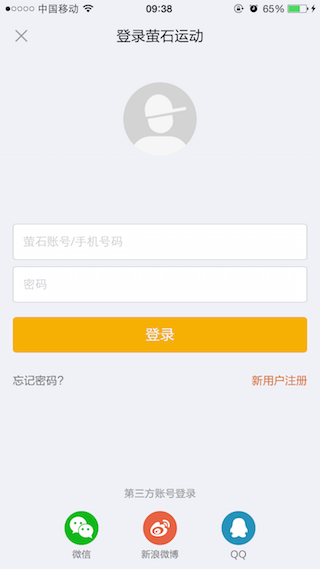 中国移动 09:38 65%
登录萤石运动
萤石账号/手机号码
密码
登录
忘记密码? 新用户注册
第三方账号登录
微信 新浪微博 QQ